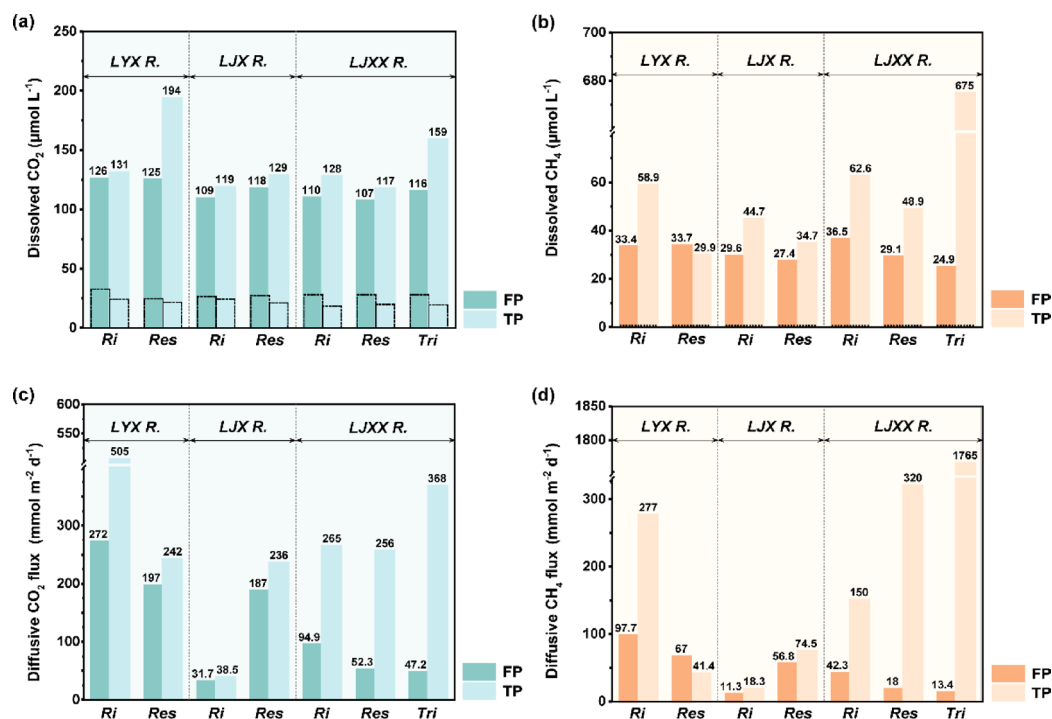 (a)
250
200
150
100
50
0
Dissolved CO₂ (μmol L⁻¹)
LYX R. LJX R. LJXX R.
126 131 125 194 109 119 118 129 110 128 107 117 116 159
Ri Res Ri Res Ri Res Tri
FP
TP
(b)
700
680
60
40
20
0
Dissolved CH₄ (μmol L⁻¹)
LYX R. LJX R. LJXX R.
33.4 58.9 33.7 29.9 29.6 44.7 27.4 34.7 36.5 62.6 29.1 48.9 24.9 675
Ri Res Ri Res Ri Res Tri
FP
TP
(c)
600
550
300
200
100
0
Diffusive CO₂ flux (mmol m⁻² d⁻¹)
LYX R. LJX R. LJXX R.
272 505 197 242 31.7 38.5 187 236 94.9 265 52.3 256 47.2 368
Ri Res Ri Res Ri Res Tri
FP
TP
(d)
1850
1800
300
200
100
0
Diffusive CH₄ flux (mmol m⁻² d⁻¹)
LYX R. LJX R. LJXX R.
97.7 277 67 41.4 11.3 18.3 56.8 74.5 42.3 150 18 320 13.4 1765
Ri Res Ri Res Ri Res Tri
FP
TP